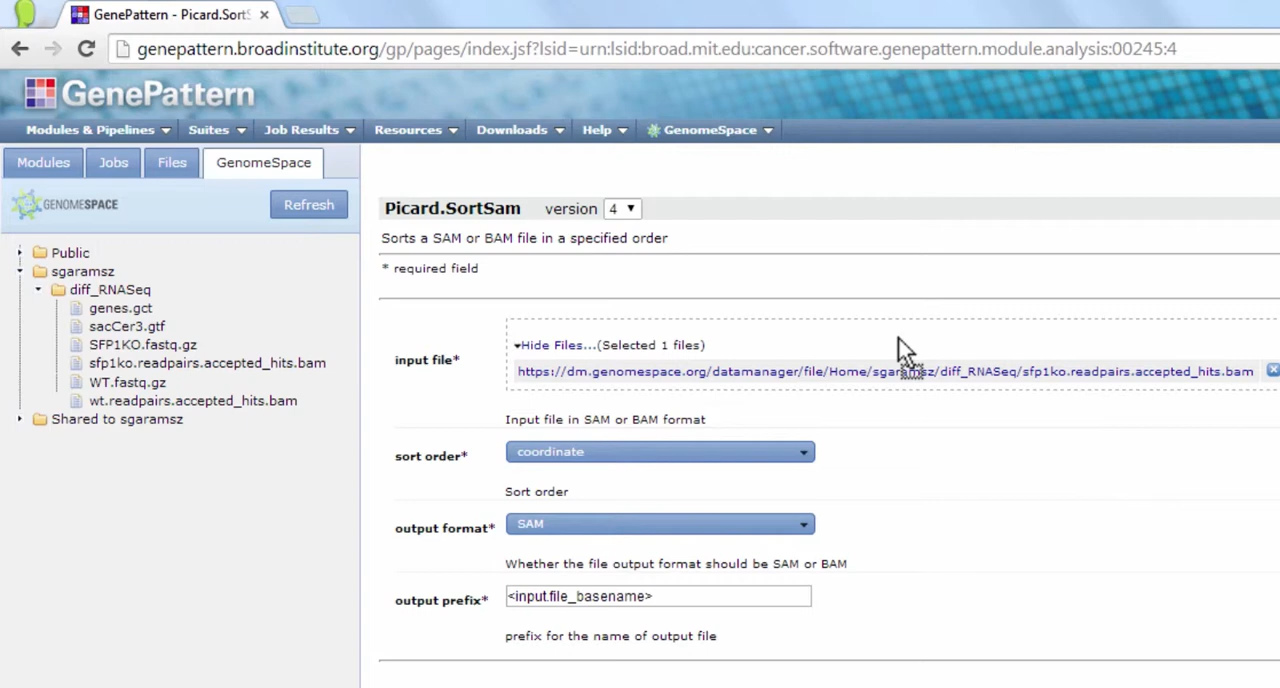 GenePattern - Picard.SortS
genepattern.broadinstitute.org/gp/pages/index.jsf?lsid=urn:lsid:broad.mit.edu:cancer.software.genepattern.module.analysis:00245:4
GenePattern
Modules & Pipelines Suites Job Results Resources Downloads Help GenomeSpace
Modules Jobs Files GenomeSpace
GENOMESPACE Refresh
Public
sgaramsz
diff_RNASeq
genes.gct
sacCer3.gtf
SFP1KO.fastq.gz
sfp1ko.readpairs.accepted_hits.bam
WT.fastq.gz
wt.readpairs.accepted_hits.bam
Shared to sgaramsz
Picard.SortSam version 4
Sorts a SAM or BAM file in a specified order
* required field
input file*
Hide Files...(Selected 1 files)
https://dm.genomespace.org/datamanager/file/Home/sgaramsz/diff_RNASeq/sfp1ko.readpairs.accepted_hits.bam
Input file in SAM or BAM format
sort order* coordinate
Sort order
output format* SAM
Whether the file output format should be SAM or BAM
output prefix* <input.file_basename>
prefix for the name of output file